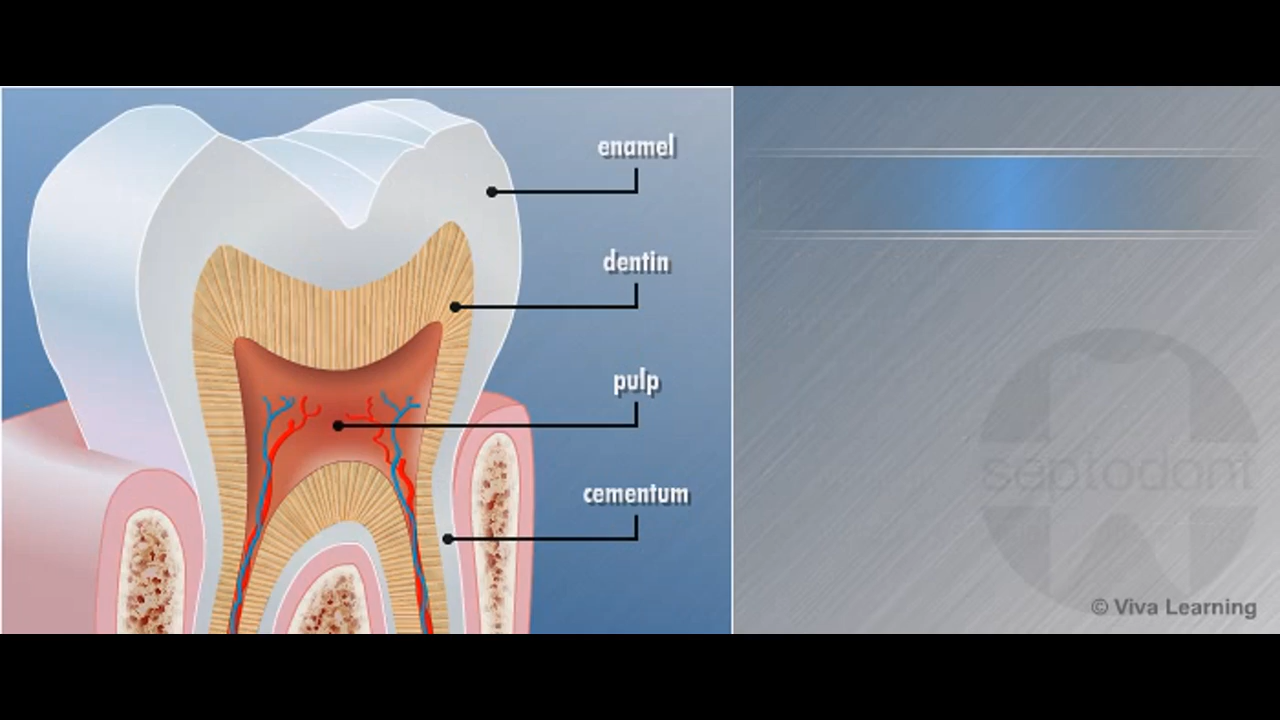 enamel
dentin
pulp
cementum
septodont
© Viva Learning